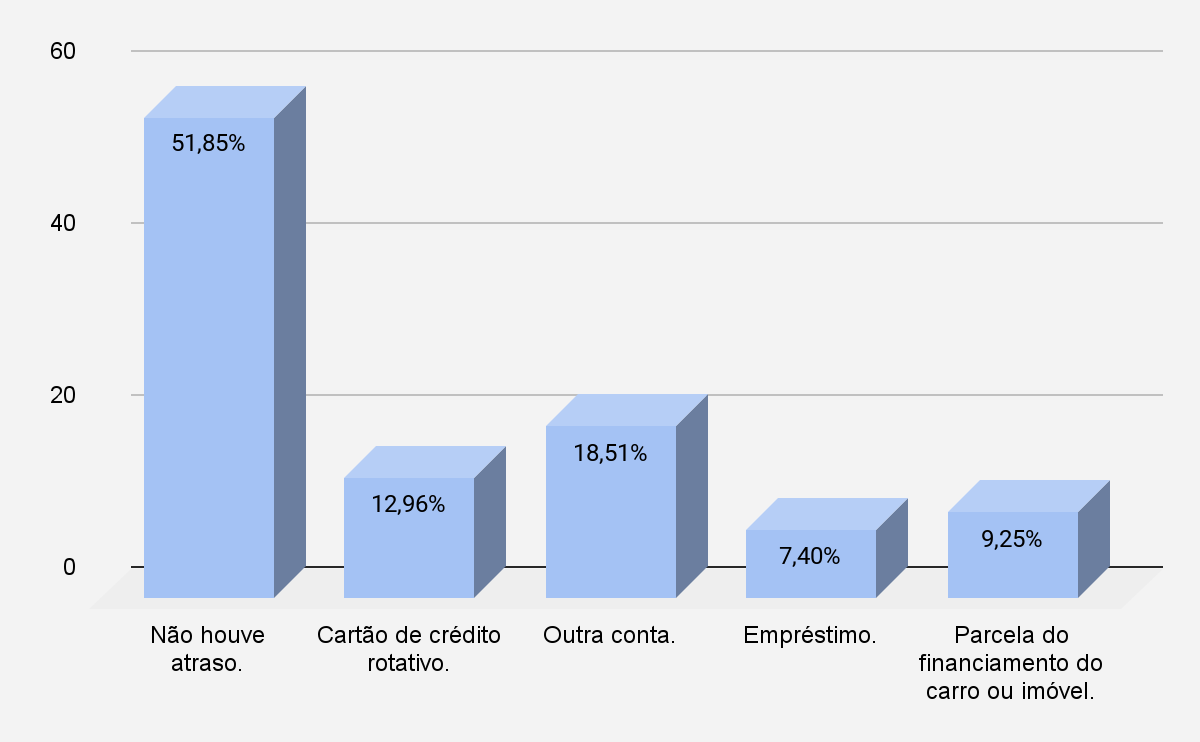 60
51,85%
40
20
18,51%
12,96%
9,25%
7,40%
0
Não houve
atraso.
Cartão de crédito
rotativo.
Outra conta.
Empréstimo.
Parcela do
financiamento do
carro ou imóvel.